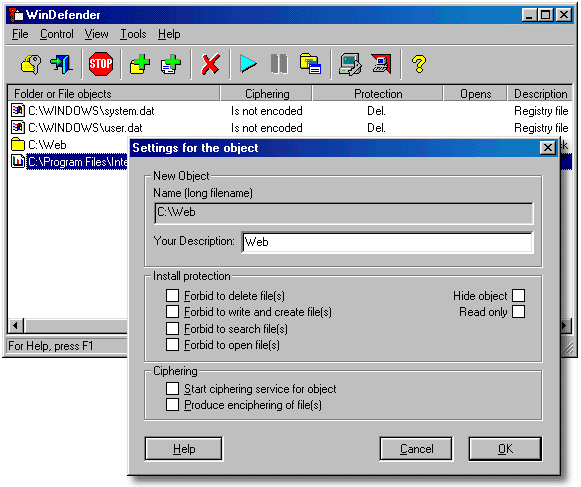 WinDefender
File Control View Tools Help
STOP
Folder or File objects Ciphering Protection Opens Description
C:\WINDOWS\system.dat Is not encoded Del. Registry file
C:\WINDOWS\user.dat Is not encoded Del. Registry file
C:\Web
C:\Program Files\Inte
Settings for the object
New Object
Name (long filename)
C:\Web
Your Description: Web
Install protection
Forbid to delete file(s) Hide object
Forbid to write and create file(s) Read only
Forbid to search file(s)
Forbid to open file(s)
Ciphering
Start ciphering service for object
Produce enciphering of file(s)
Help Cancel OK
For Help, press F1